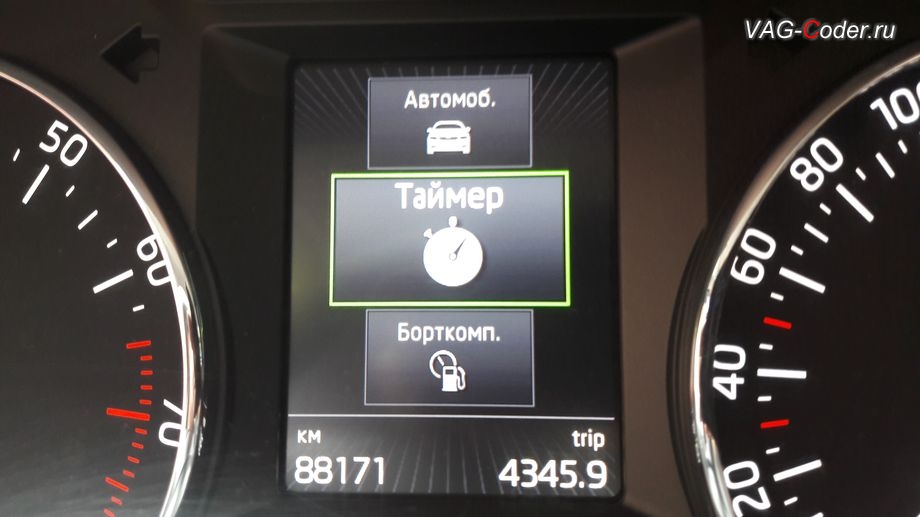 VAG-Coder.ru
Автомоб.
Таймер
Борткомп.
км trip
88171 4345.9
50
60
70
100
80
60
40
20